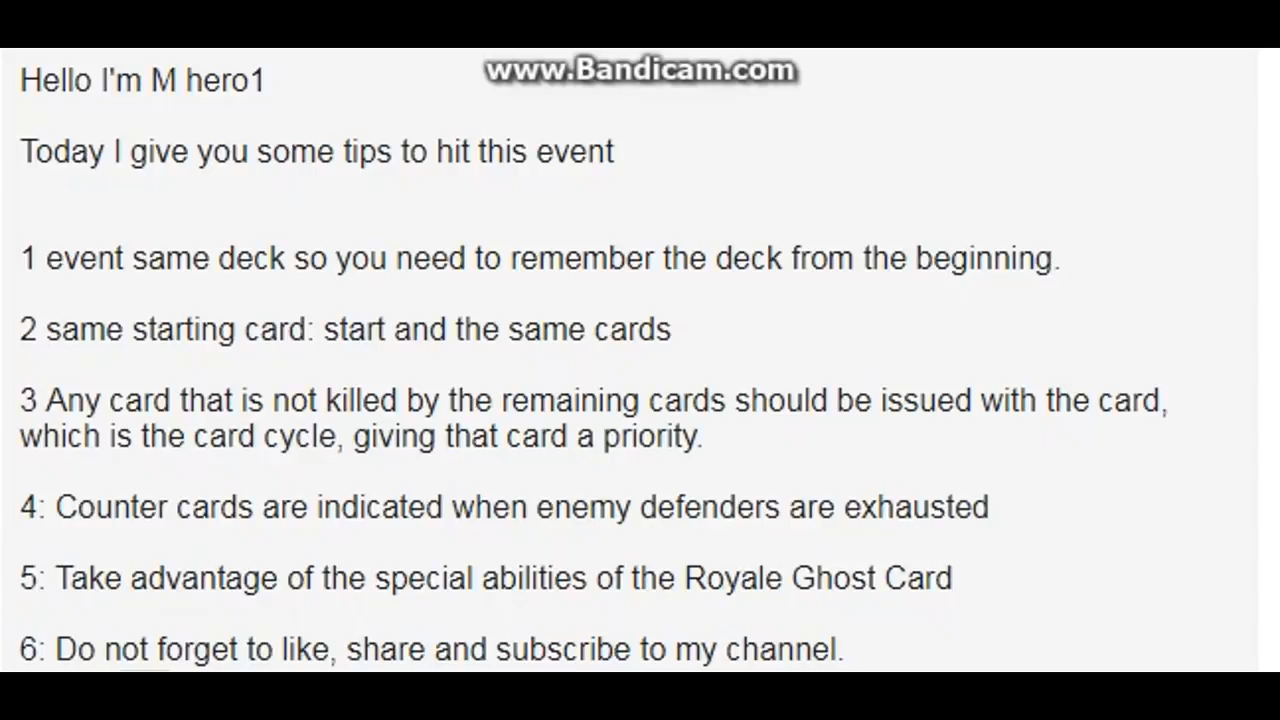 www.Bandicam.com
Hello I'm M hero1
Today I give you some tips to hit this event
1 event same deck so you need to remember the deck from the beginning.
2 same starting card: start and the same cards
3 Any card that is not killed by the remaining cards should be issued with the card,
which is the card cycle, giving that card a priority.
4: Counter cards are indicated when enemy defenders are exhausted
5: Take advantage of the special abilities of the Royale Ghost Card
6: Do not forget to like, share and subscribe to my channel.